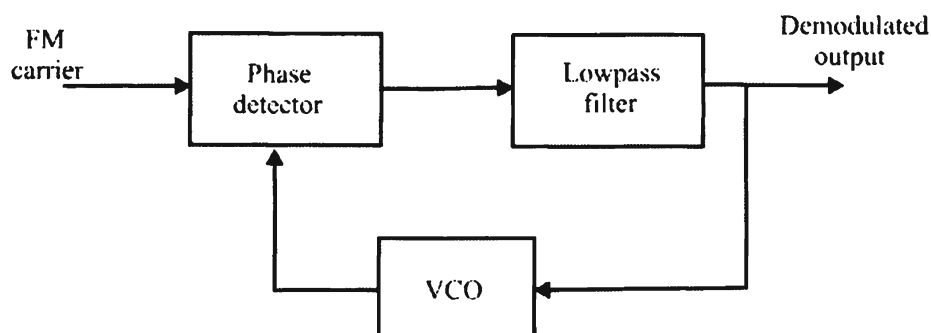 FM
carrier
Phase
detector
Lowpass
filter
Demodulated
output
VCO